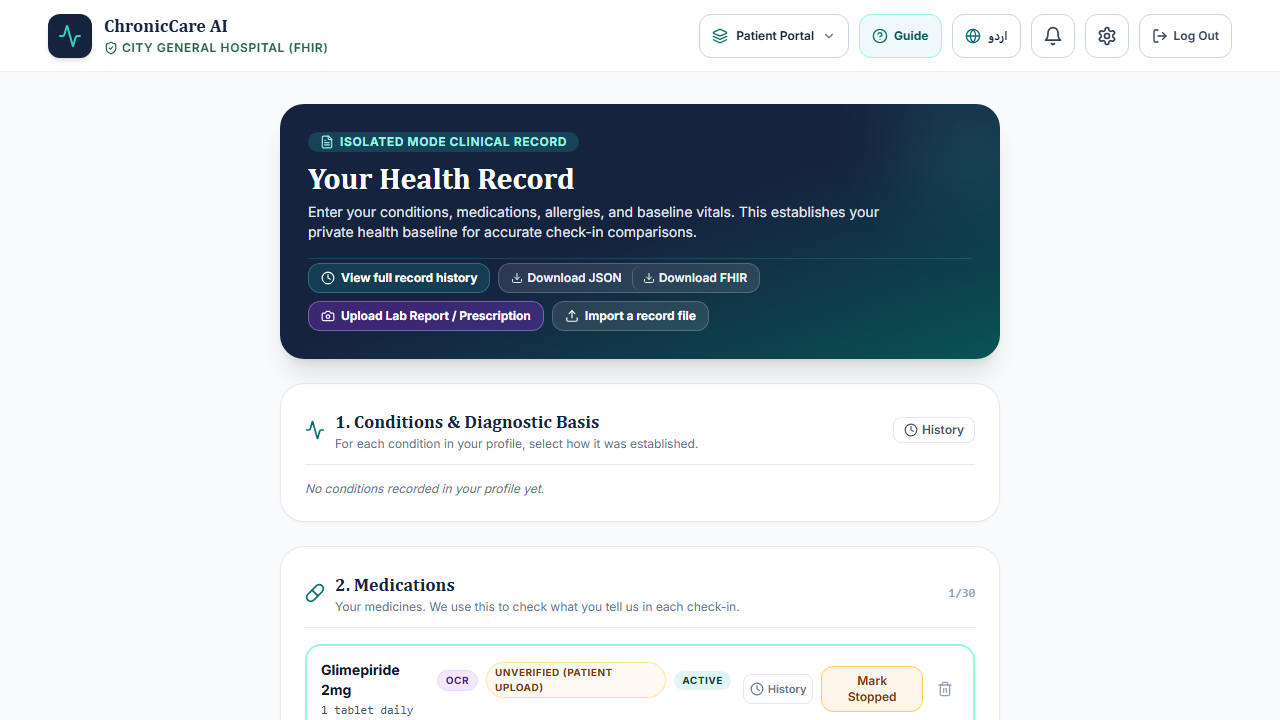 ChronicCare AI
CITY GENERAL HOSPITAL (FHIR)
Patient Portal
Guide
اردو
Log Out
ISOLATED MODE CLINICAL RECORD
Your Health Record
Enter your conditions, medications, allergies, and baseline vitals. This establishes your
private health baseline for accurate check-in comparisons.
View full record history
Download JSON
Download FHIR
Upload Lab Report / Prescription
Import a record file
1. Conditions & Diagnostic Basis
For each condition in your profile, select how it was established.
History
No conditions recorded in your profile yet.
2. Medications
Your medicines. We use this to check what you tell us in each check-in.
1/30
Glimepiride
2mg
1 tablet daily
OCR
UNVERIFIED (PATIENT
UPLOAD)
ACTIVE
History
Mark
Stopped